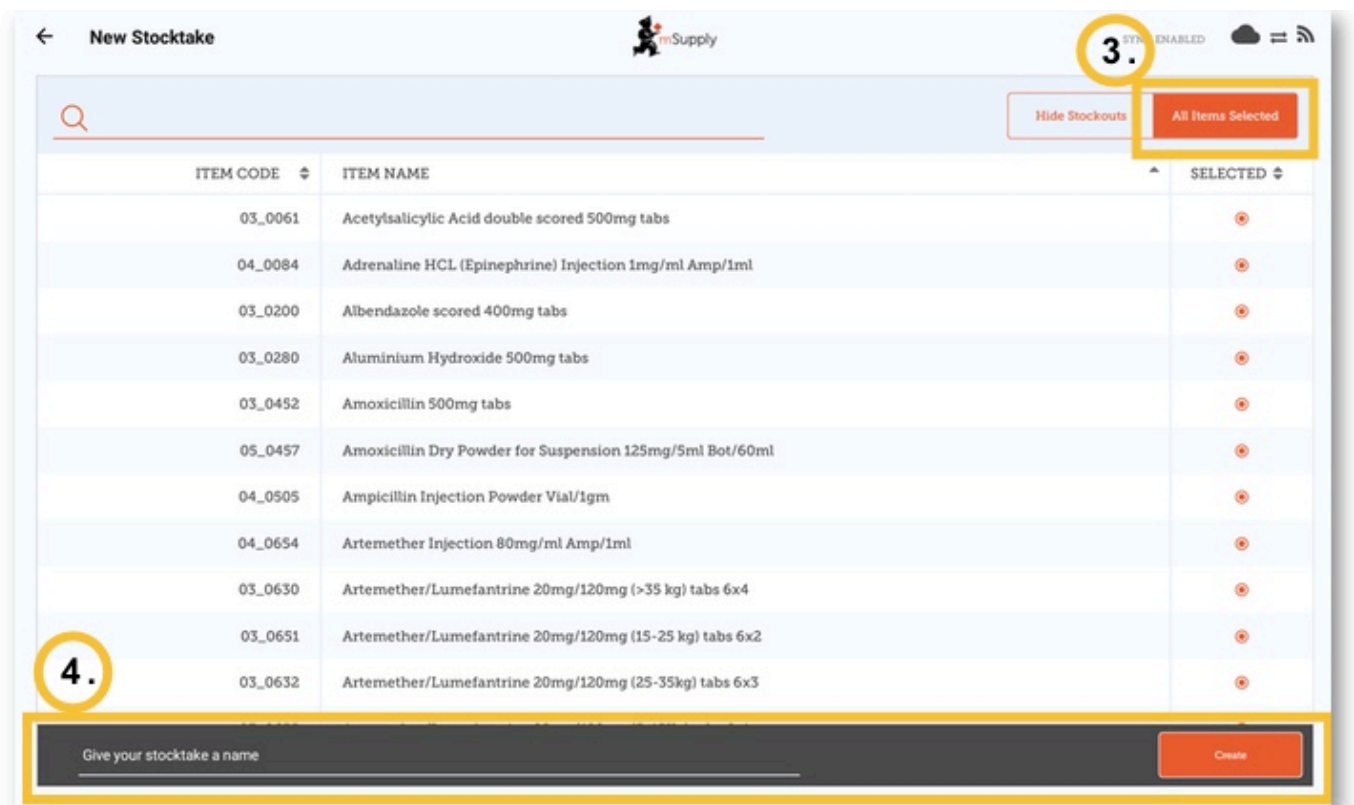 New Stocktake
mSupply
3.
SYNC ENABLED
Hide Stockouts
All Items Selected
ITEM CODE ITEM NAME SELECTED
03_0061 Acetylsalicylic Acid double scored 500mg tabs
04_0084 Adrenaline HCL (Epinephrine) Injection 1mg/ml Amp/1ml
03_0200 Albendazole scored 400mg tabs
03_0280 Aluminium Hydroxide 500mg tabs
03_0452 Amoxicillin 500mg tabs
05_0457 Amoxicillin Dry Powder for Suspension 125mg/5ml Bot/60ml
04_0505 Ampicillin Injection Powder Vial/1gm
04_0654 Artemether Injection 80mg/ml Amp/1ml
03_0630 Artemether/Lumefantrine 20mg/120mg (>35 kg) tabs 6x4
03_0651 Artemether/Lumefantrine 20mg/120mg (15-25 kg) tabs 6x2
4.
03_0632 Artemether/Lumefantrine 20mg/120mg (25-35kg) tabs 6x3
Give your stocktake a name
Create